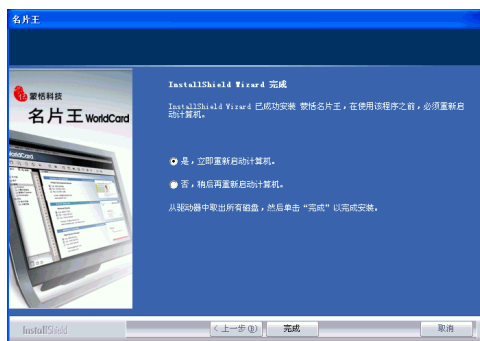 名片王
蒙恬科技
名片王 WorldCard
InstallShield Wizard 完成
InstallShield Wizard 已成功安装 蒙恬名片王，在使用该程序之前，必须重新启
动计算机。
是，立即重新启动计算机。
否，稍后再重新启动计算机。
从驱动器中取出所有磁盘，然后单击“完成”以完成安装。
InstallShield
< 上一步(B)
完成
取消